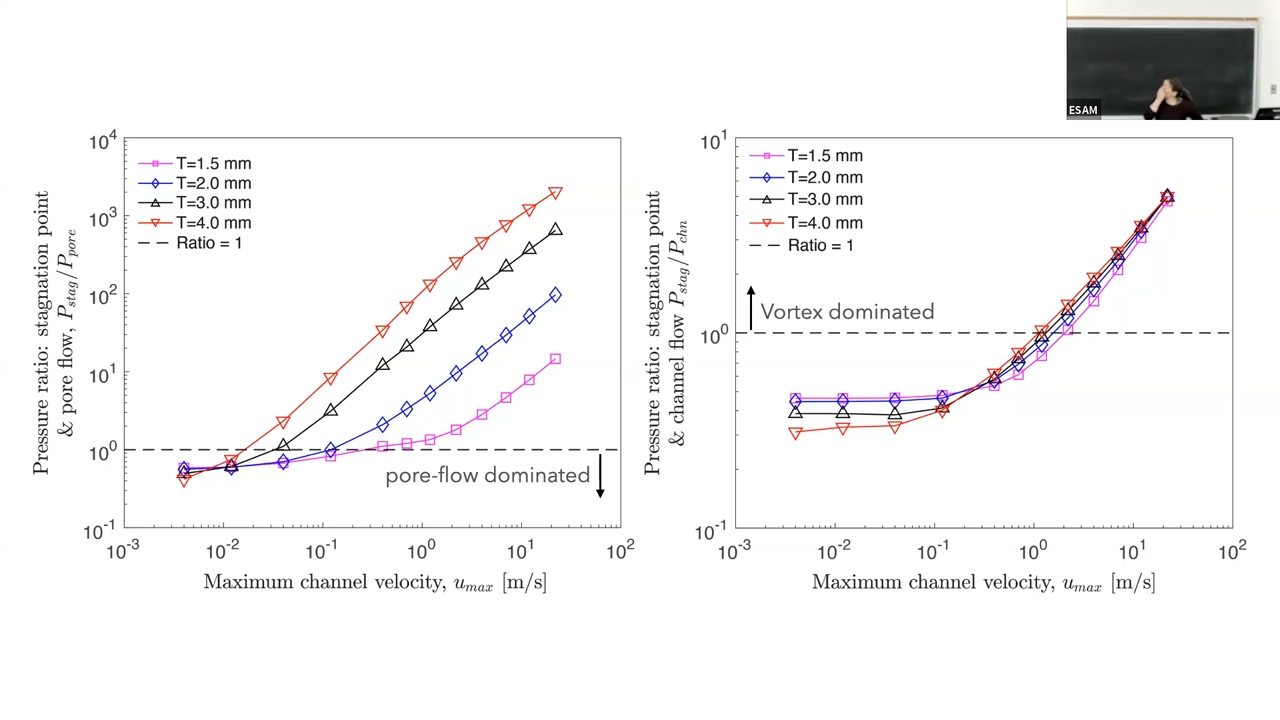 ESAM
Pressure ratio: stagnation point
& pore flow, P_stag/P_pore
10^4
10^3
10^2
10^1
10^0
10^-1
T=1.5 mm
T=2.0 mm
T=3.0 mm
T=4.0 mm
Ratio = 1
pore-flow dominated
10^-3
10^-2
10^-1
10^0
10^1
10^2
Maximum channel velocity, u_max [m/s]
Pressure ratio: stagnation point
& channel flow P_stag/P_chn
10^1
10^0
10^-1
T=1.5 mm
T=2.0 mm
T=3.0 mm
T=4.0 mm
Ratio = 1
Vortex dominated
10^-3
10^-2
10^-1
10^0
10^1
10^2
Maximum channel velocity, u_max [m/s]